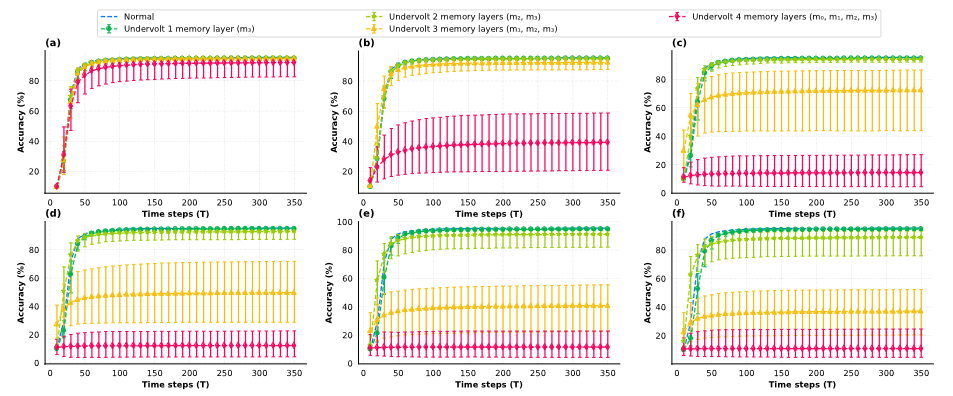 Normal
Undervolt 1 memory layer (m₃)
Undervolt 2 memory layers (m₂, m₃)
Undervolt 3 memory layers (m₁, m₂, m₃)
Undervolt 4 memory layers (m₀, m₁, m₂, m₃)
(a)
Accuracy (%)
80
60
40
20
0 50 100 150 200 250 300 350
Time steps (T)
(b)
Accuracy (%)
80
60
40
20
0 50 100 150 200 250 300 350
Time steps (T)
(c)
Accuracy (%)
80
60
40
20
0
0 50 100 150 200 250 300 350
Time steps (T)
(d)
Accuracy (%)
80
60
40
20
0
0 50 100 150 200 250 300 350
Time steps (T)
(e)
Accuracy (%)
100
80
60
40
20
0
0 50 100 150 200 250 300 350
Time steps (T)
(f)
Accuracy (%)
80
60
40
20
0
0 50 100 150 200 250 300 350
Time steps (T)